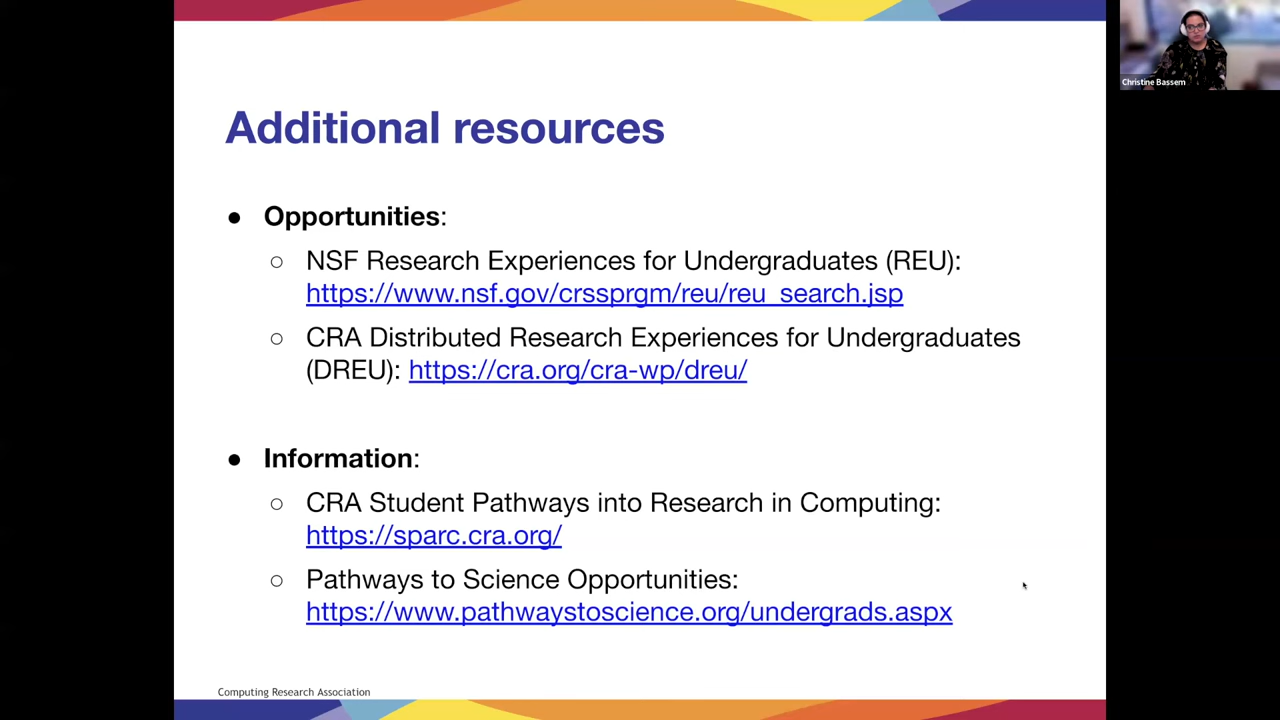 Christine Bassem
Additional resources
● Opportunities:
○ NSF Research Experiences for Undergraduates (REU):
https://www.nsf.gov/crssprgm/reu/reu_search.jsp
○ CRA Distributed Research Experiences for Undergraduates
(DREU): https://cra.org/cra-wp/dreu/
● Information:
○ CRA Student Pathways into Research in Computing:
https://sparc.cra.org/
○ Pathways to Science Opportunities:
https://www.pathwaystoscience.org/undergrads.aspx
Computing Research Association